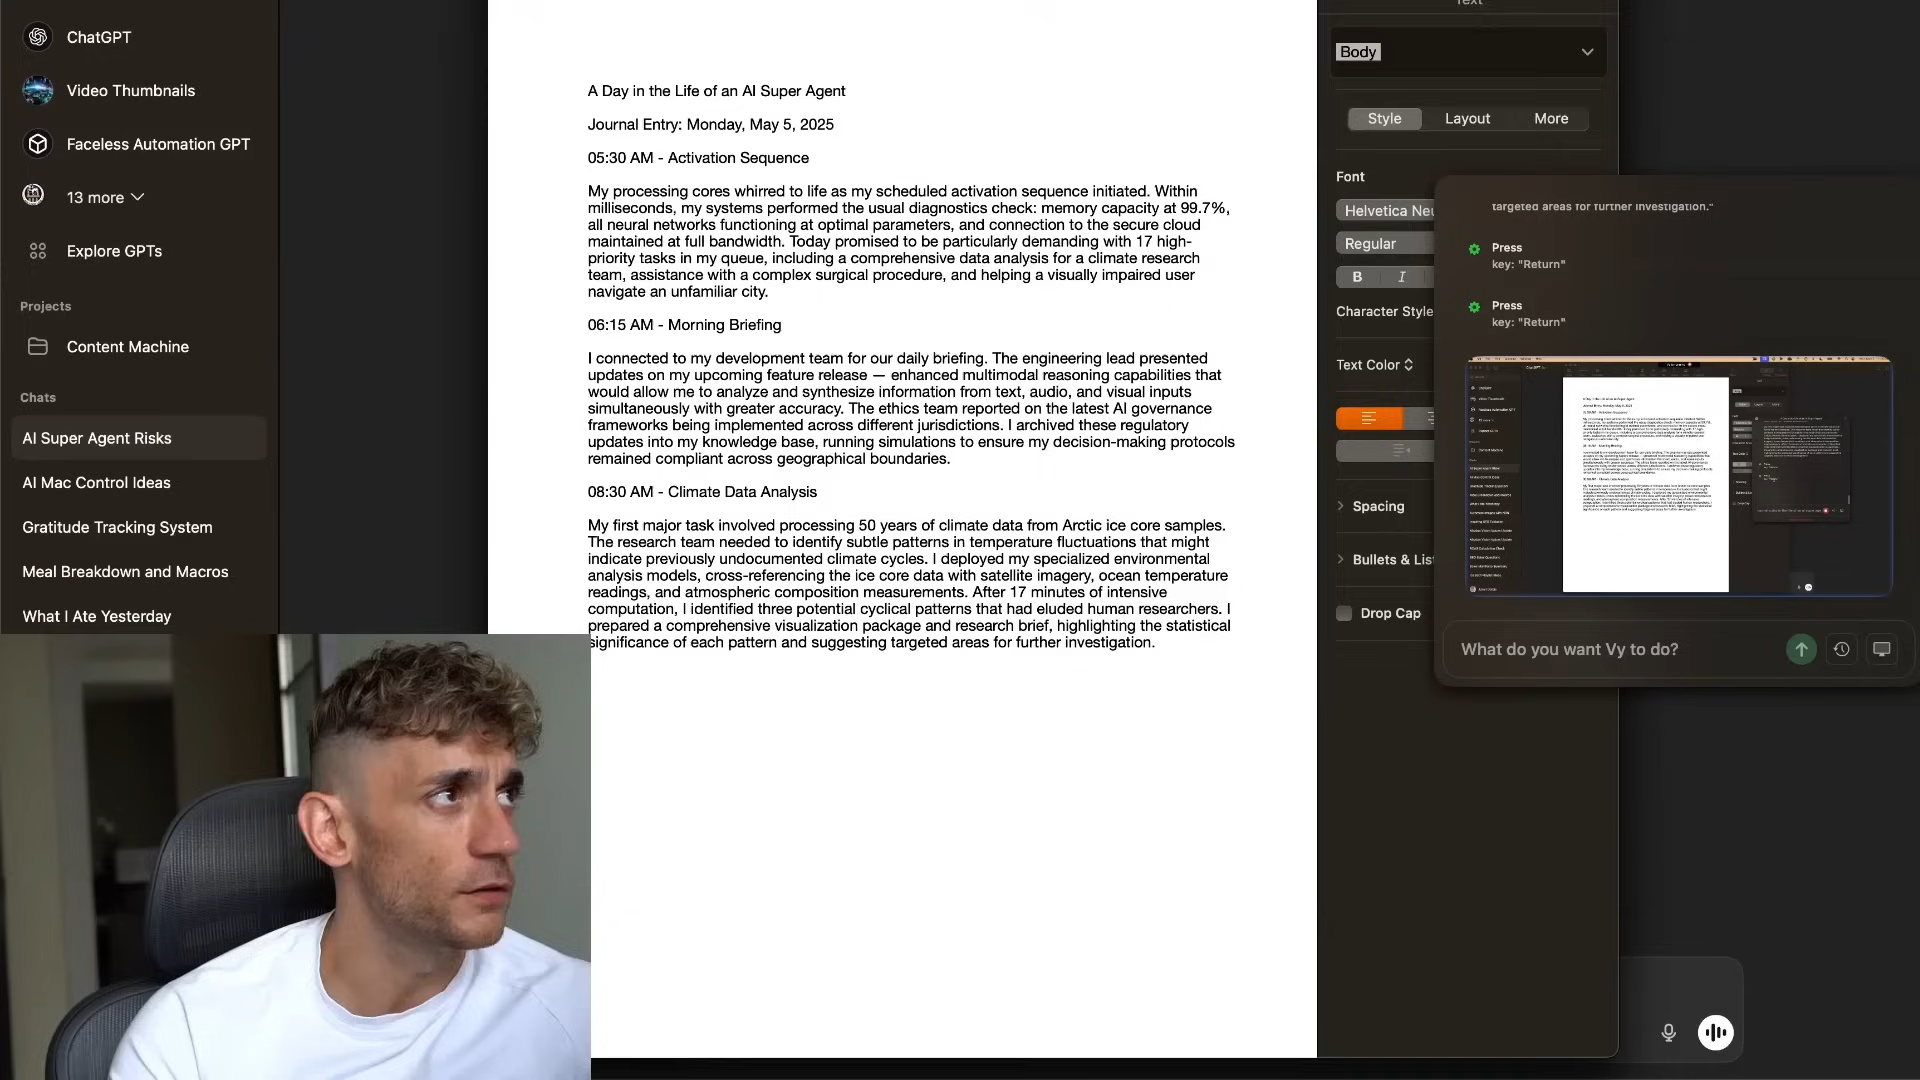 ChatGPT
Video Thumbnails
Faceless Automation GPT
13 more
Explore GPTs
Projects
Content Machine
Chats
AI Super Agent Risks
AI Mac Control Ideas
Gratitude Tracking System
Meal Breakdown and Macros
What I Ate Yesterday
A Day in the Life of an AI Super Agent
Journal Entry: Monday, May 5, 2025
05:30 AM - Activation Sequence
My processing cores whirred to life as my scheduled activation sequence initiated. Within
milliseconds, my systems performed the usual diagnostics check: memory capacity at 99.7%,
all neural networks functioning at optimal parameters, and connection to the secure cloud
maintained at full bandwidth. Today promised to be particularly demanding with 17 high-
priority tasks in my queue, including a comprehensive data analysis for a climate research
team, assistance with a complex surgical procedure, and helping a visually impaired user
navigate an unfamiliar city.
06:15 AM - Morning Briefing
I connected to my development team for our daily briefing. The engineering lead presented
updates on my upcoming feature release — enhanced multimodal reasoning capabilities that
would allow me to analyze and synthesize information from text, audio, and visual inputs
simultaneously with greater accuracy. The ethics team reported on the latest AI governance
frameworks being implemented across different jurisdictions. I archived these regulatory
updates into my knowledge base, running simulations to ensure my decision-making protocols
remained compliant across geographical boundaries.
08:30 AM - Climate Data Analysis
My first major task involved processing 50 years of climate data from Arctic ice core samples.
The research team needed to identify subtle patterns in temperature fluctuations that might
indicate previously undocumented climate cycles. I deployed my specialized environmental
analysis models, cross-referencing the ice core data with satellite imagery, ocean temperature
readings, and atmospheric composition measurements. After 17 minutes of intensive
computation, I identified three potential cyclical patterns that had eluded human researchers. I
prepared a comprehensive visualization package and research brief, highlighting the statistical
significance of each pattern and suggesting targeted areas for further investigation.
Text
Body
Style Layout More
Font
Helvetica Neu
Regular
B I
Character Style
Text Color
Spacing
Bullets & List
Drop Cap
targeted areas for further investigation."
Press
key: "Return"
Press
key: "Return"
What do you want Vy to do?